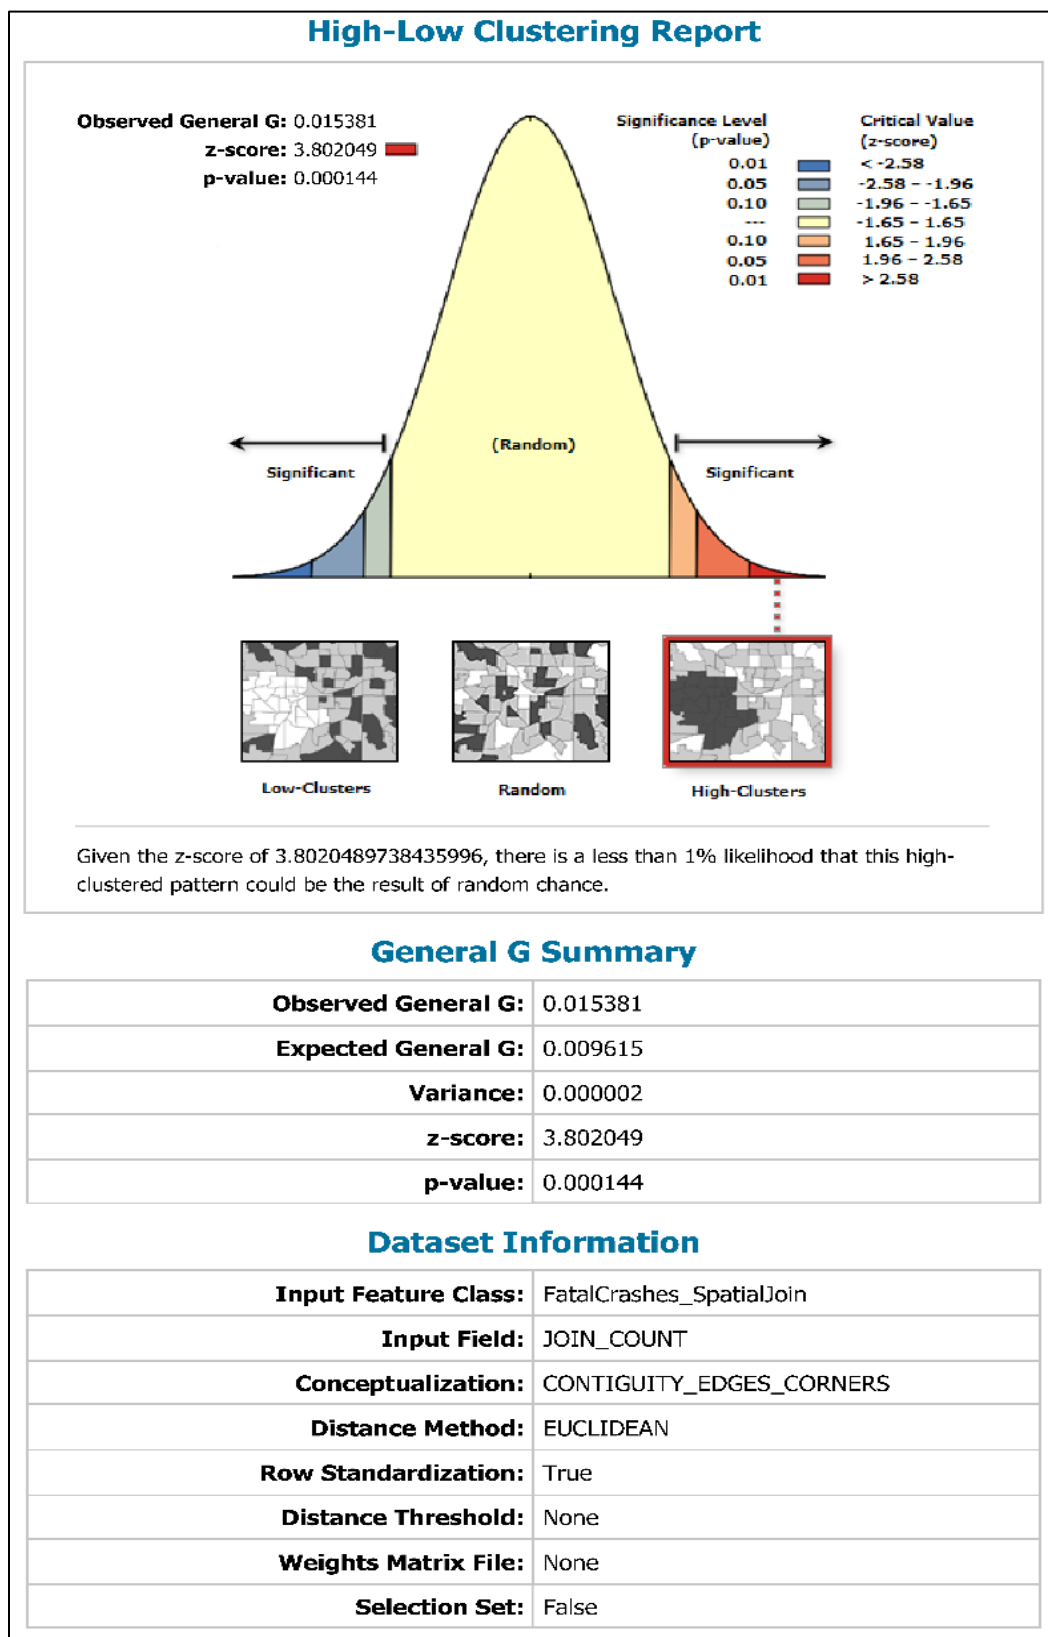 High-Low Clustering Report
Observed General G: 0.015381
z-score: 3.802049
p-value: 0.000144
Significance Level (p-value)
Critical Value (z-score)
0.01 < -2.58
0.05 -2.58 – -1.96
0.10 -1.96 – -1.65
--- -1.65 – 1.65
0.10 1.65 – 1.96
0.05 1.96 – 2.58
0.01 > 2.58
(Random)
Significant
Significant
Low-Clusters
Random
High-Clusters
Given the z-score of 3.8020489738435996, there is a less than 1% likelihood that this high-
clustered pattern could be the result of random chance.
General G Summary
Observed General G: 0.015381
Expected General G: 0.009615
Variance: 0.000002
z-score: 3.802049
p-value: 0.000144
Dataset Information
Input Feature Class: FatalCrashes_SpatialJoin
Input Field: JOIN_COUNT
Conceptualization: CONTIGUITY_EDGES_CORNERS
Distance Method: EUCLIDEAN
Row Standardization: True
Distance Threshold: None
Weights Matrix File: None
Selection Set: False